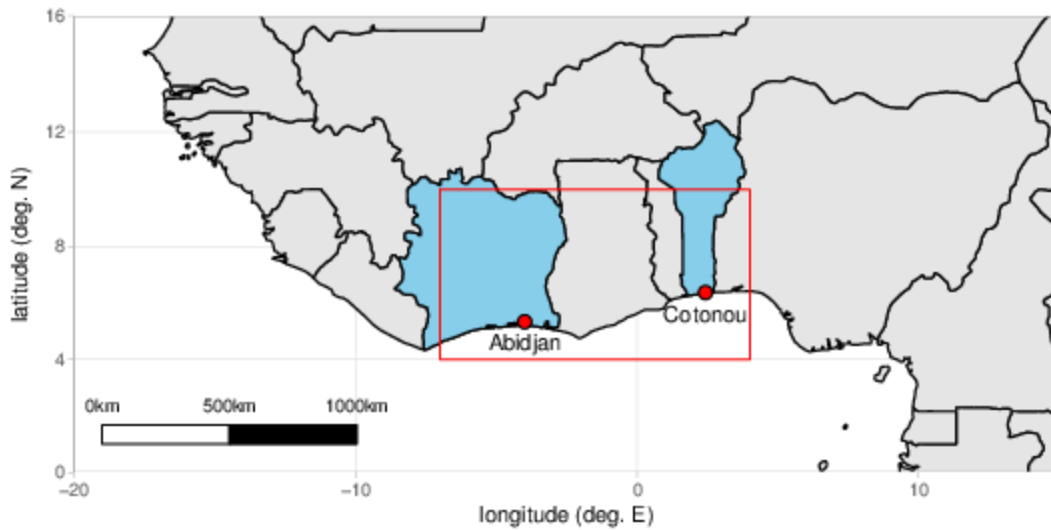 16
12
8
4
0
latitude (deg. N)
Cotonou
Abidjan
0km 500km 1000km
−20 −10 0 10
longitude (deg. E)